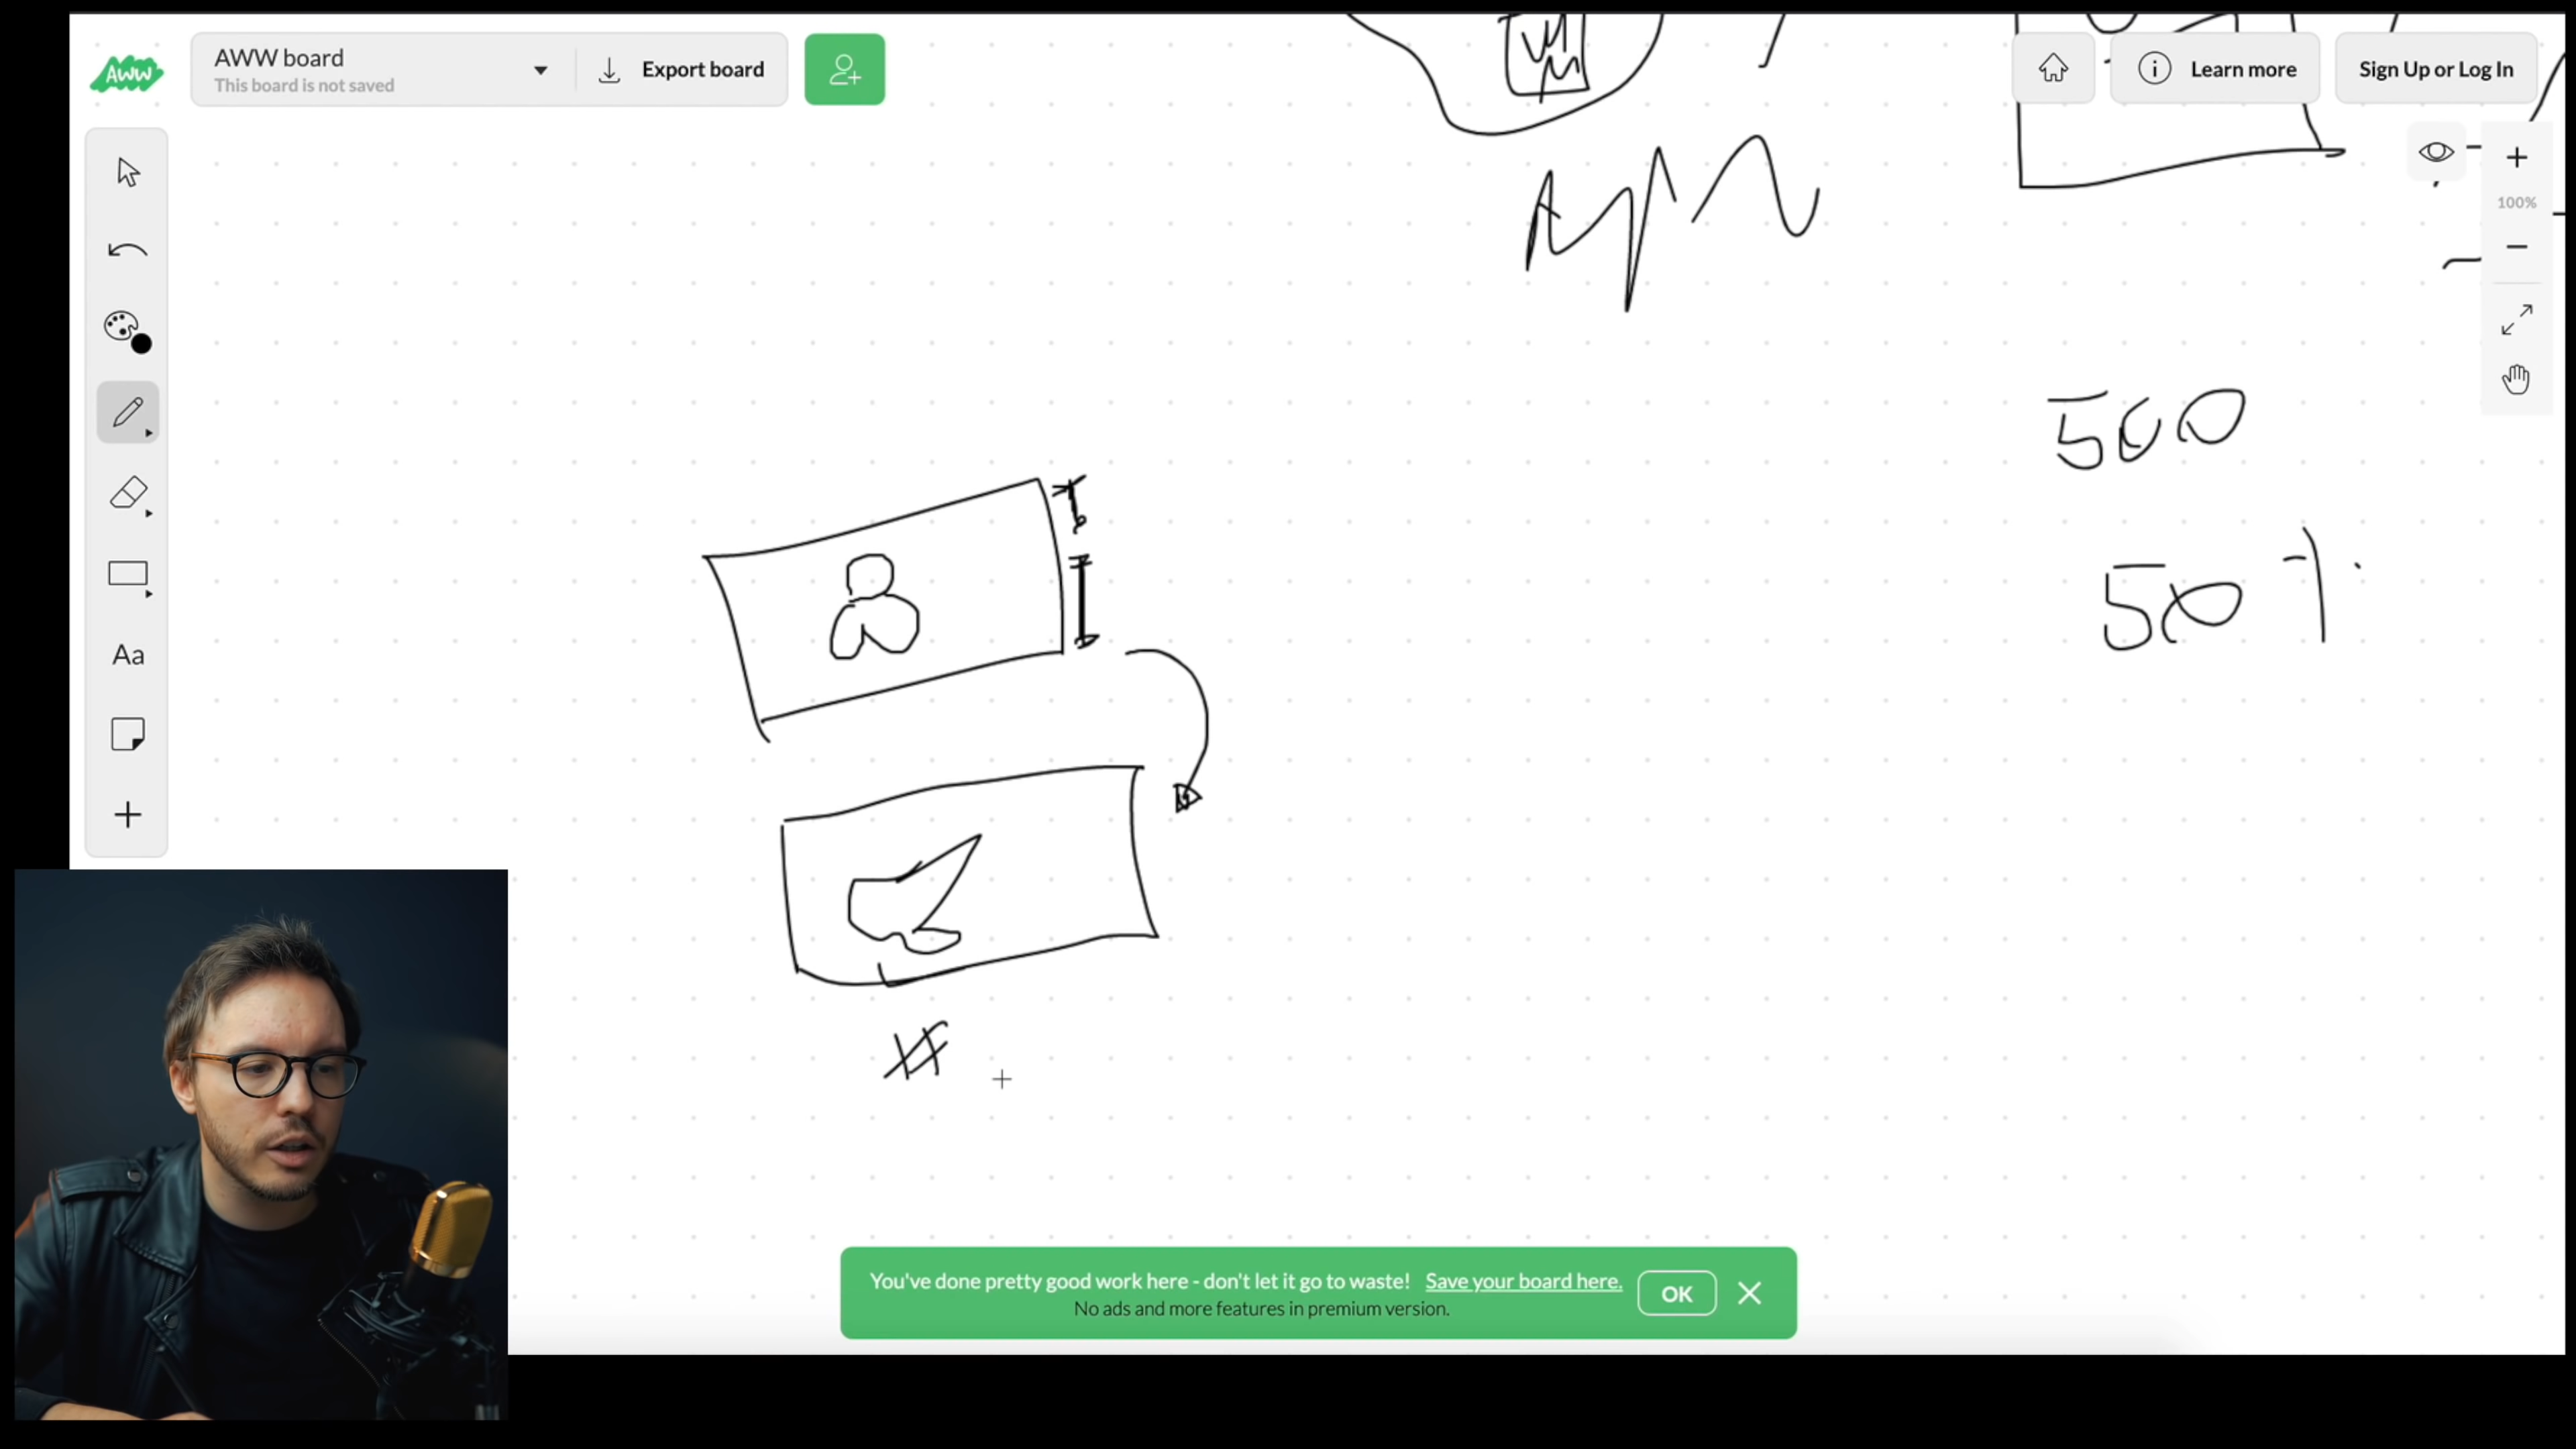 AWW
AWW board
This board is not saved
Export board
Learn more
Sign Up or Log In
100%
500
Aa
You've done pretty good work here - don't let it go to waste! Save your board here.
No ads and more features in premium version.
OK